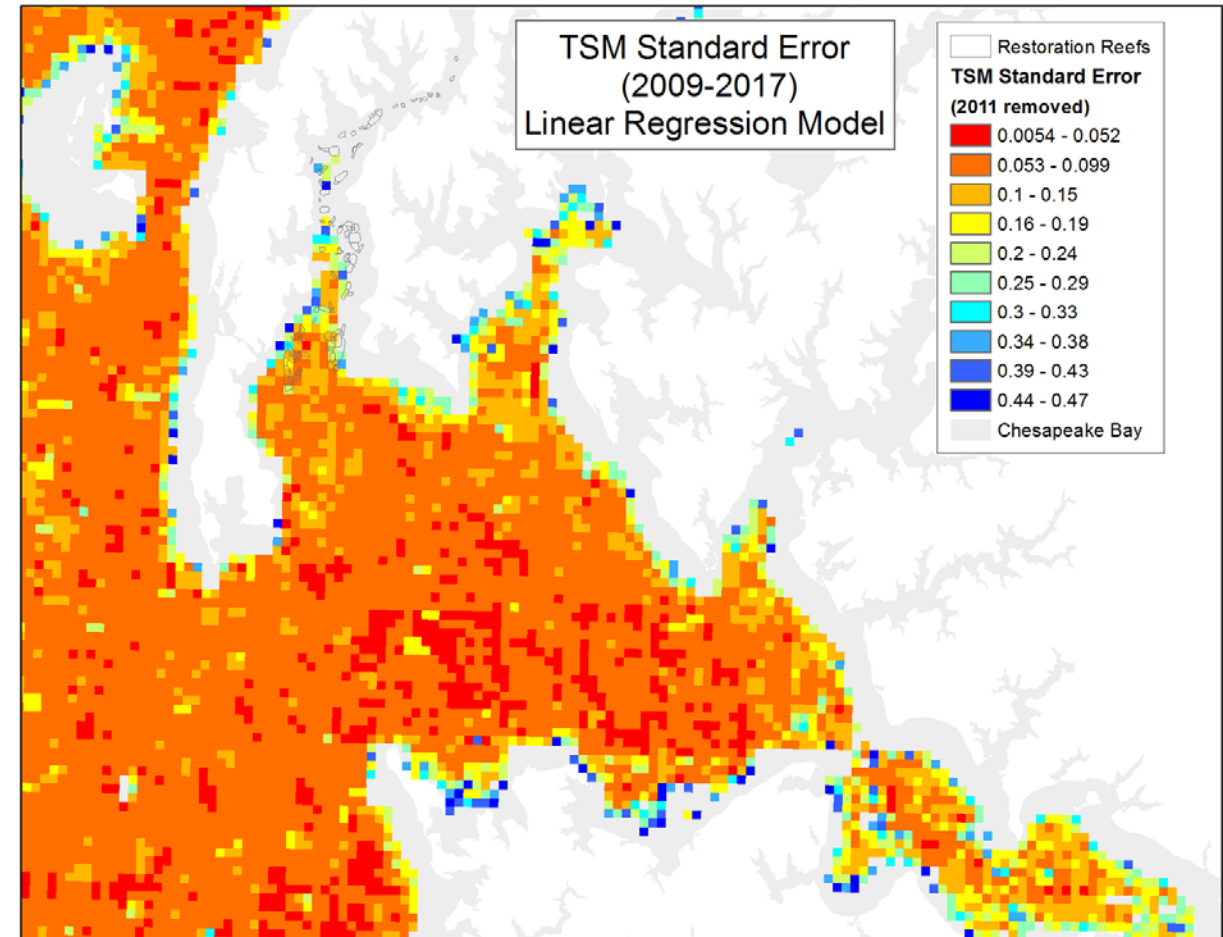 TSM Standard Error
(2009-2017)
Linear Regression Model
Restoration Reefs
TSM Standard Error
(2011 removed)
0.0054 - 0.052
0.053 - 0.099
0.1 - 0.15
0.16 - 0.19
0.2 - 0.24
0.25 - 0.29
0.3 - 0.33
0.34 - 0.38
0.39 - 0.43
0.44 - 0.47
Chesapeake Bay